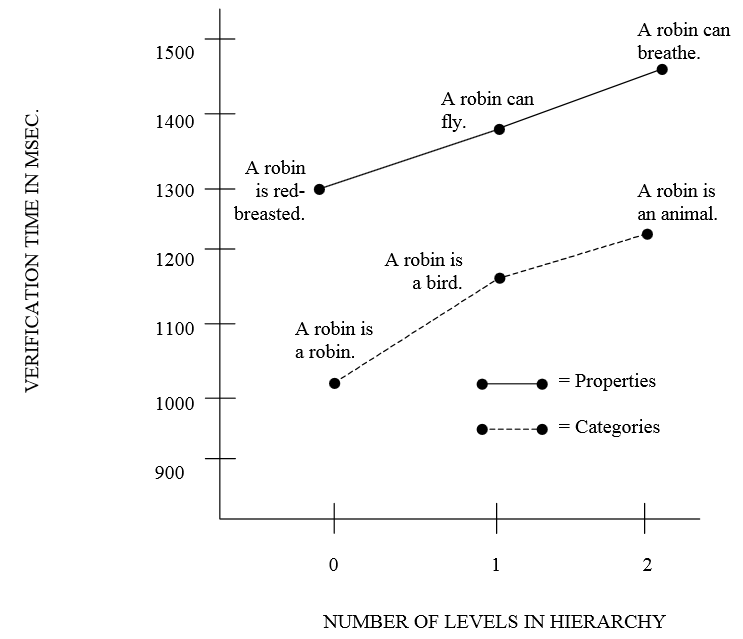 A robin can
breathe.
1500
A robin can
fly.
1400
A robin
is red-
breasted.
1300
A robin is
an animal.
1200
A robin is
a bird.
1100
A robin is
a robin.
1000
= Properties
= Categories
900
VERIFICATION TIME IN MSEC.
0 1 2
NUMBER OF LEVELS IN HIERARCHY